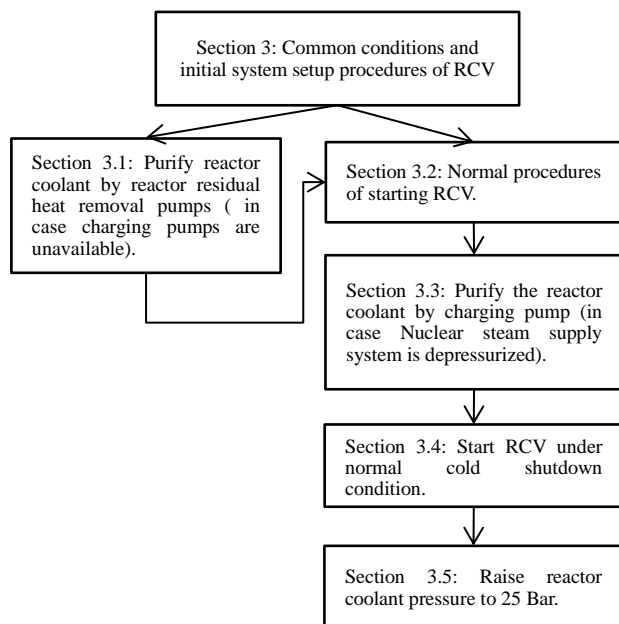 Section 3: Common conditions and
initial system setup procedures of RCV
Section 3.1: Purify reactor
coolant by reactor residual
heat removal pumps ( in
case charging pumps are
unavailable).
Section 3.2: Normal procedures
of starting RCV.
Section 3.3: Purify the reactor
coolant by charging pump (in
case Nuclear steam supply
system is depressurized).
Section 3.4: Start RCV under
normal cold shutdown
condition.
Section 3.5: Raise reactor
coolant pressure to 25 Bar.